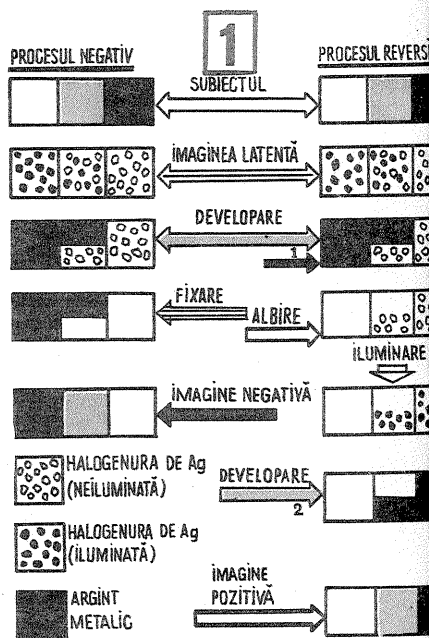 1
PROCESUL NEGATIV
PROCESUL REVERSI
SUBIECTUL
IMAGINEA LATENTĂ
DEVELOPARE
1
FIXARE
ALBIRE
ILUMINARE
IMAGINE NEGATIVĂ
HALOGENURA DE Ag
(NEILUMINATĂ)
DEVELOPARE
2
HALOGENURA DE Ag
(ILUMINATĂ)
IMAGINE
POZITIVĂ
ARGINT
METALIC